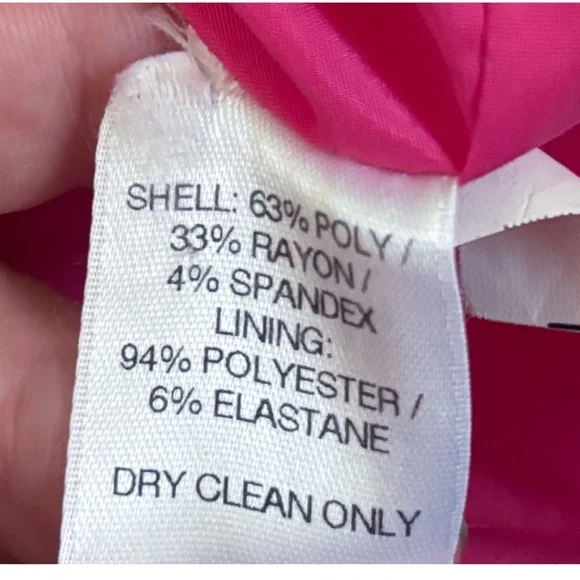 SHELL: 63% POLY /
33% RAYON /
4% SPANDEX
LINING:
94% POLYESTER /
6% ELASTANE
DRY CLEAN ONLY